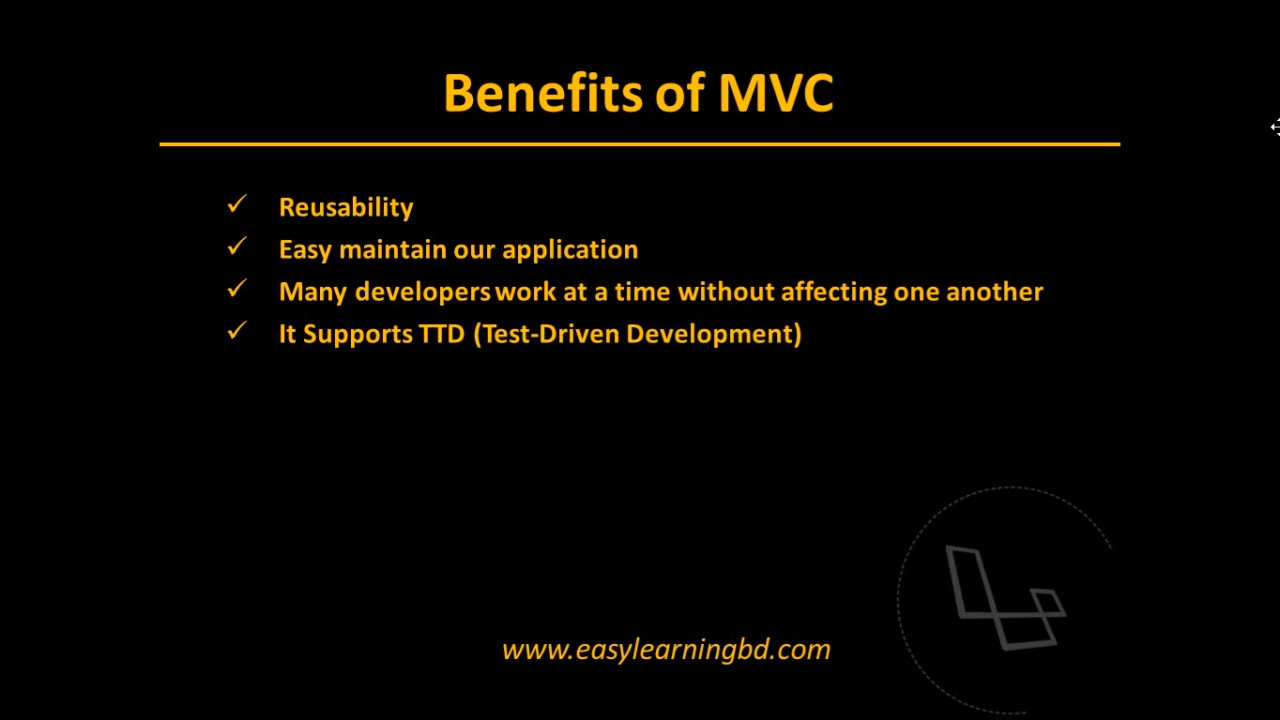 Benefits of MVC
✓ Reusability
✓ Easy maintain our application
✓ Many developers work at a time without affecting one another
✓ It Supports TTD (Test-Driven Development)
www.easylearningbd.com